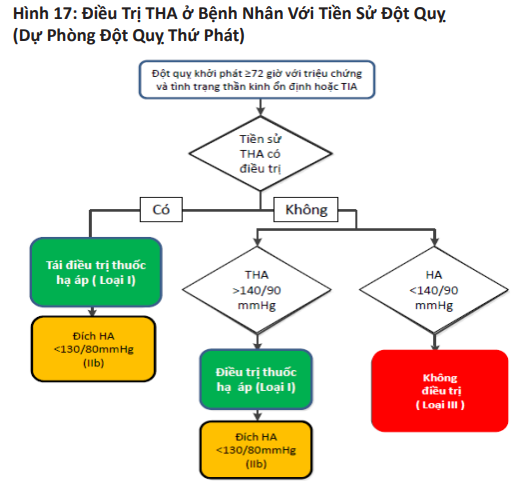 Hình 17: Điều Trị THA ở Bệnh Nhân Với Tiền Sử Đột Quỵ
(Dự Phòng Đột Quỵ Thứ Phát)
Đột quỵ khởi phát ≥72 giờ với triệu chứng
và tình trạng thần kinh ổn định hoặc TIA
Tiền sử
THA có
điều trị
Có
Không
Tái điều trị thuốc
hạ áp ( Loại I)
THA
>140/90
mmHg
HA
<140/90
mmHg
Đích HA
<130/80mmHg
(IIb)
Điều trị thuốc
hạ áp (Loại I)
Không
điều trị
( Loại III )
Đích HA
<130/80mmHg
(IIb)